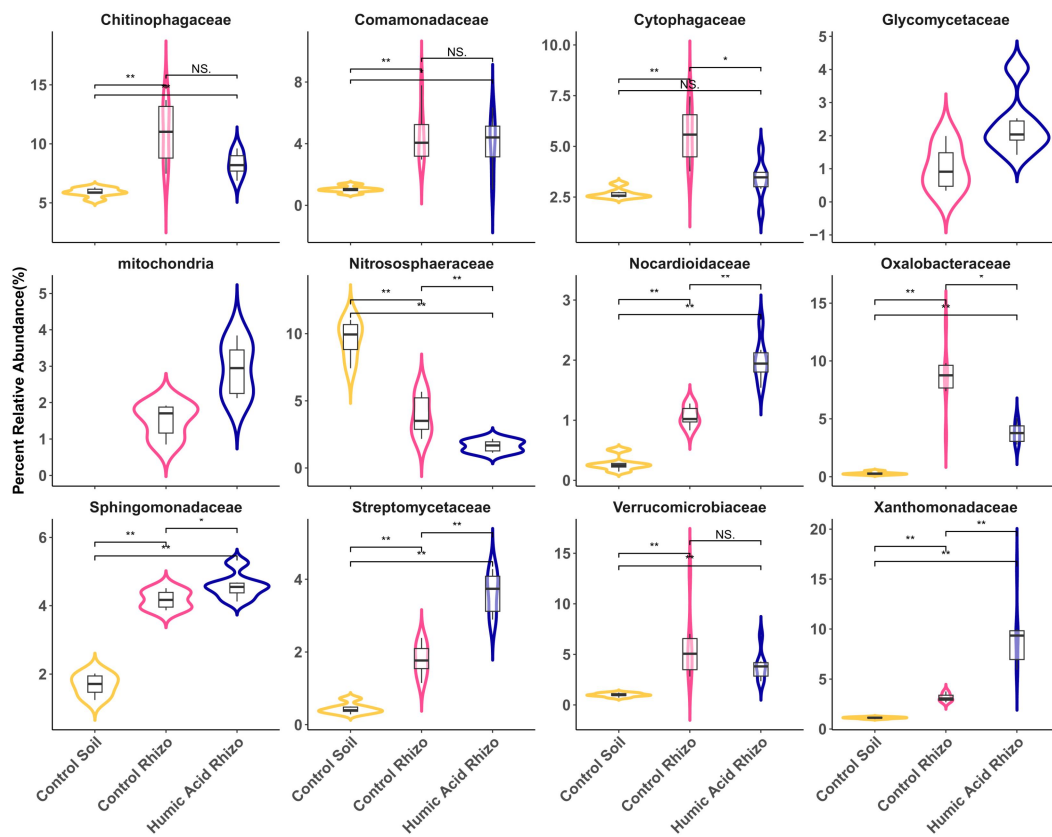 Chitinophagaceae
Comamonadaceae
Cytophagaceae
Glycomycetaceae
15
10
5
**
NS.
**
8
4
0
**
NS.
*
10.0
7.5
5.0
2.5
**
*
NS.
5
4
3
2
1
0
−1
mitochondria
Nitrososphaeraceae
Nocardioidaceae
Oxalobacteraceae
Percent Relative Abundance(%)
5
4
3
2
1
0
10
5
0
**
**
**
3
2
1
0
**
**
**
15
10
5
0
**
*
**
Sphingomonadaceae
Streptomycetaceae
Verrucomicrobiaceae
Xanthomonadaceae
6
4
2
**
*
**
4
2
0
**
**
**
15
10
5
0
**
NS.
**
20
15
10
5
0
**
**
**
Control Soil
Control Rhizo
Humic Acid Rhizo
Control Soil
Control Rhizo
Humic Acid Rhizo
Control Soil
Control Rhizo
Humic Acid Rhizo
Control Soil
Control Rhizo
Humic Acid Rhizo